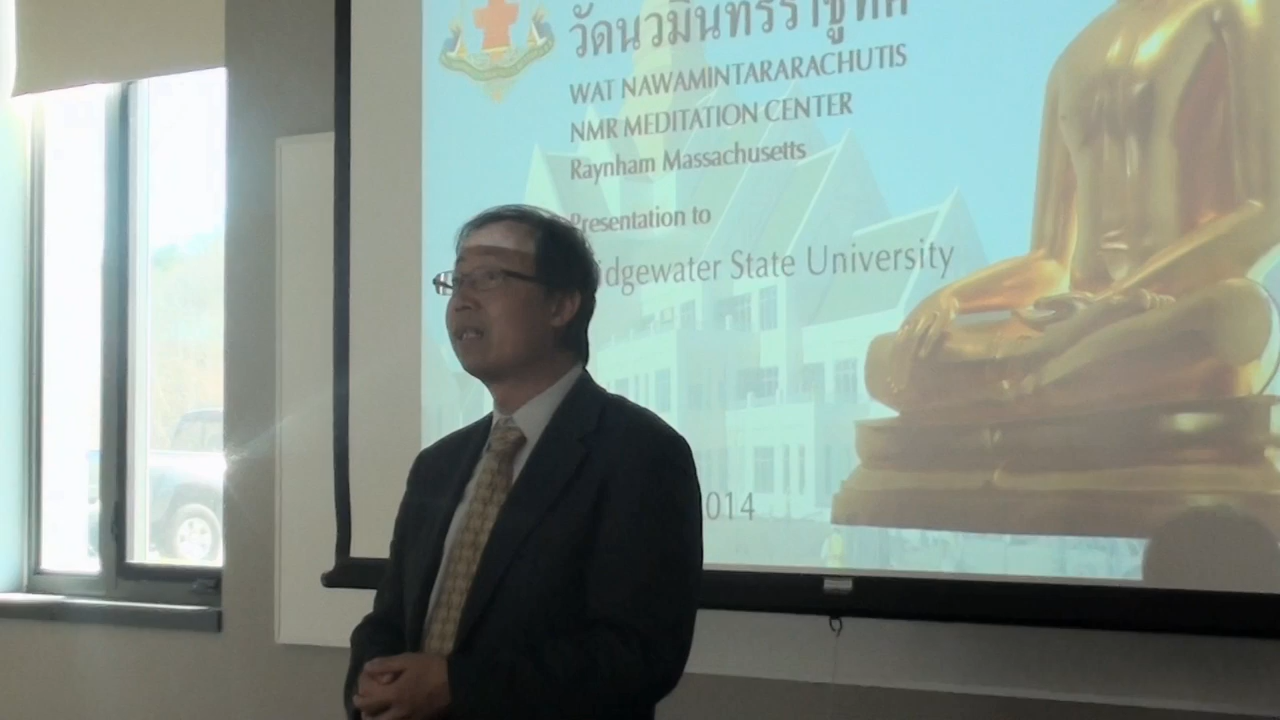 วัดนวมินทรราชูทิศ
WAT NAWAMINTARARACHUTIS
NMR MEDITATION CENTER
Raynham Massachusetts
Presentation to
idgewater State University
014